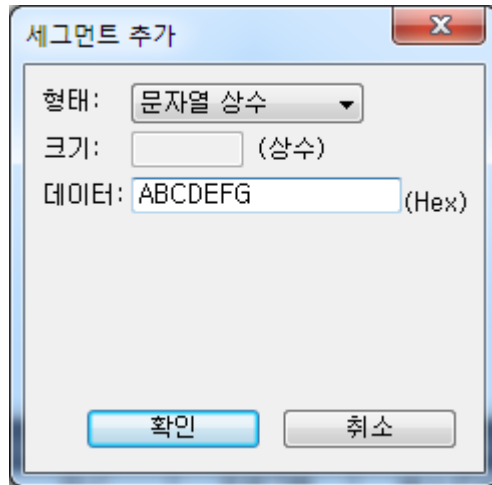 세그먼트 추가
형태: 문자열 상수
크기: (상수)
데이터: ABCDEFG (Hex)
확인 취소